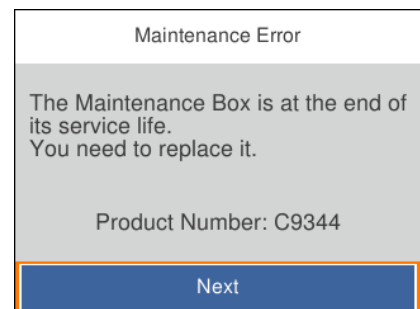 Maintenance Error
The Maintenance Box is at the end of
its service life.
You need to replace it.
Product Number: C9344
Next